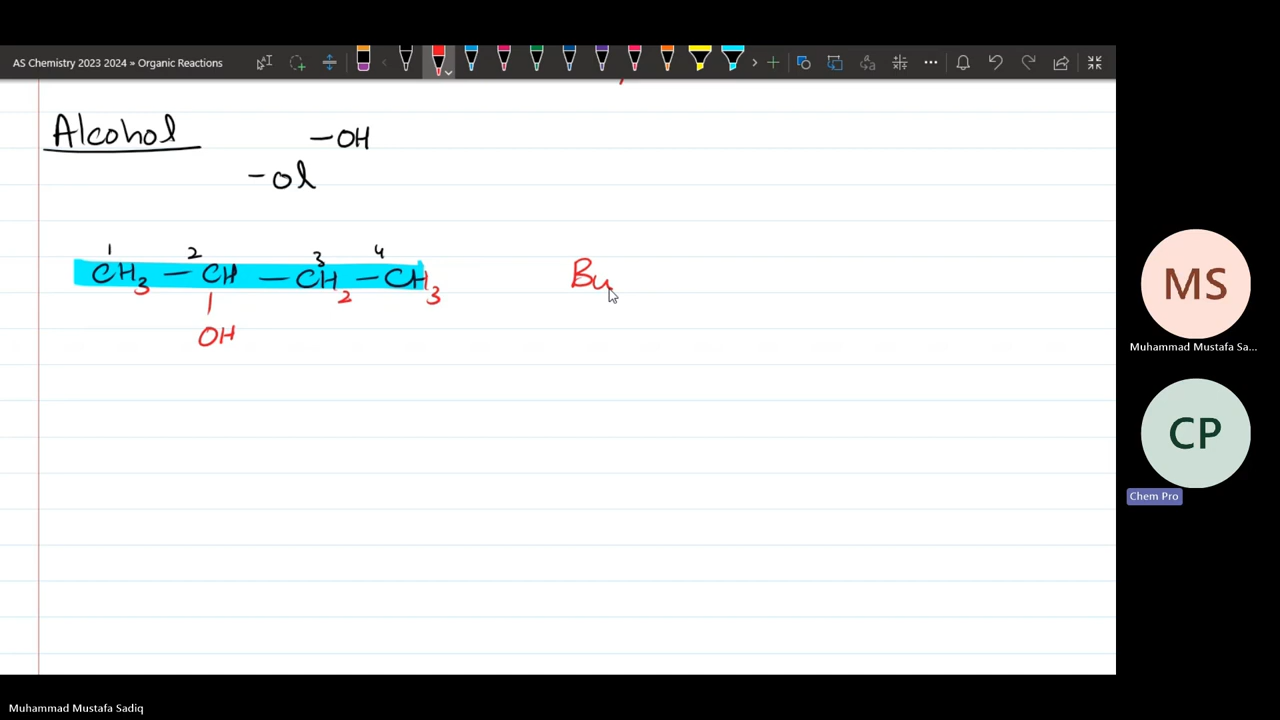 AS Chemistry 2023 2024 » Organic Reactions
Alcohol
-OH
-ol
1 2 3 4
CH3 - CH - CH2 - CH3
OH
Bu
MS
Muhammad Mustafa Sa...
CP
Chem Pro
Muhammad Mustafa Sadiq